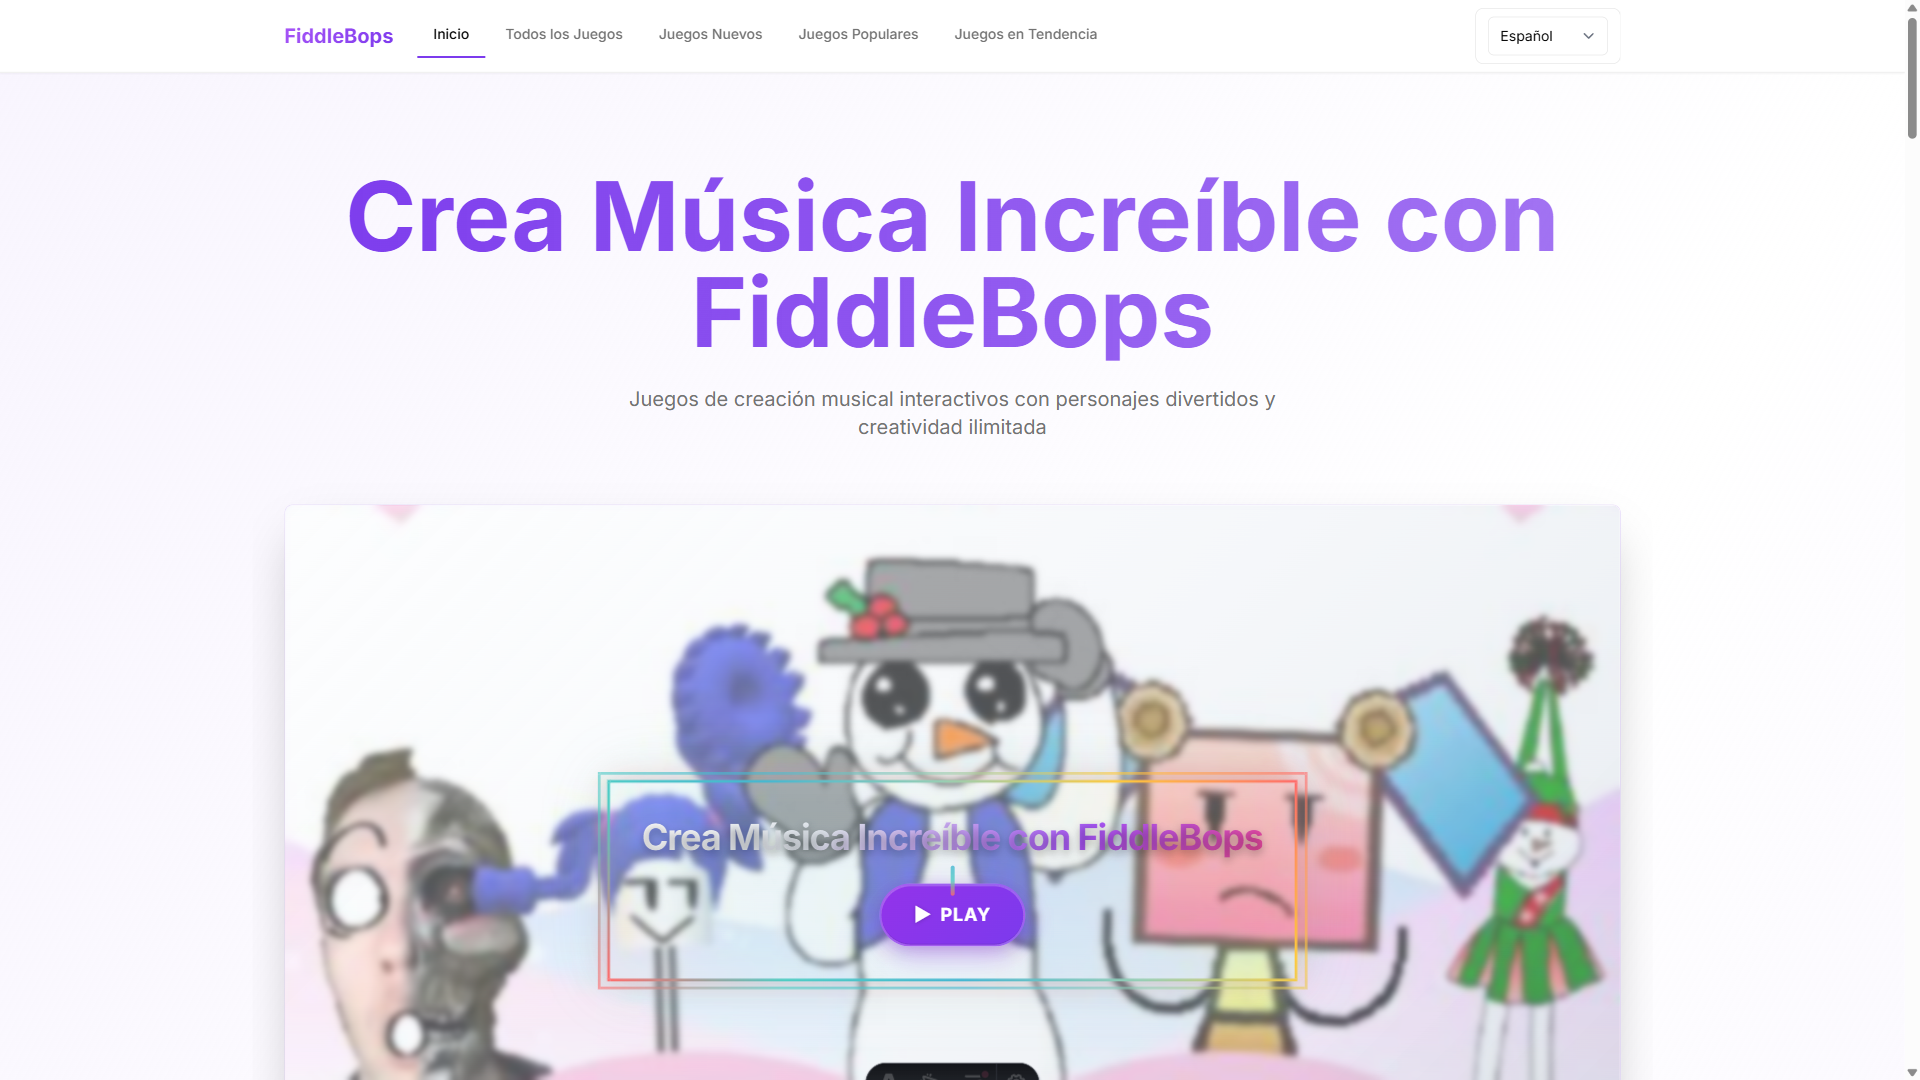 FiddleBops
Inicio
Todos los Juegos
Juegos Nuevos
Juegos Populares
Juegos en Tendencia
Español
Crea Música Increíble con
FiddleBops
Juegos de creación musical interactivos con personajes divertidos y
creatividad ilimitada
Crea Música Increíble con FiddleBops
PLAY